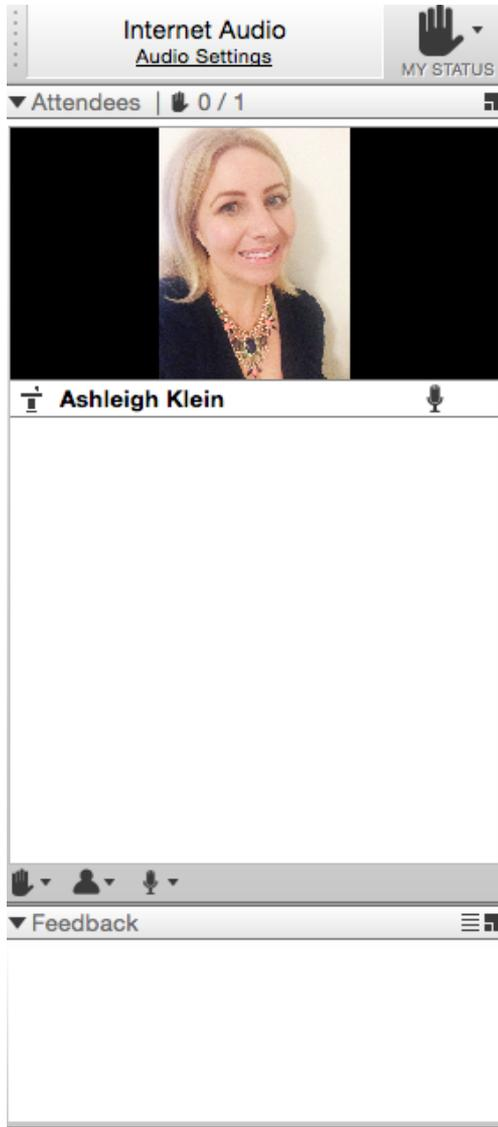 Internet Audio
Audio Settings
MY STATUS
Attendees | 0 / 1
Ashleigh Klein
Feedback